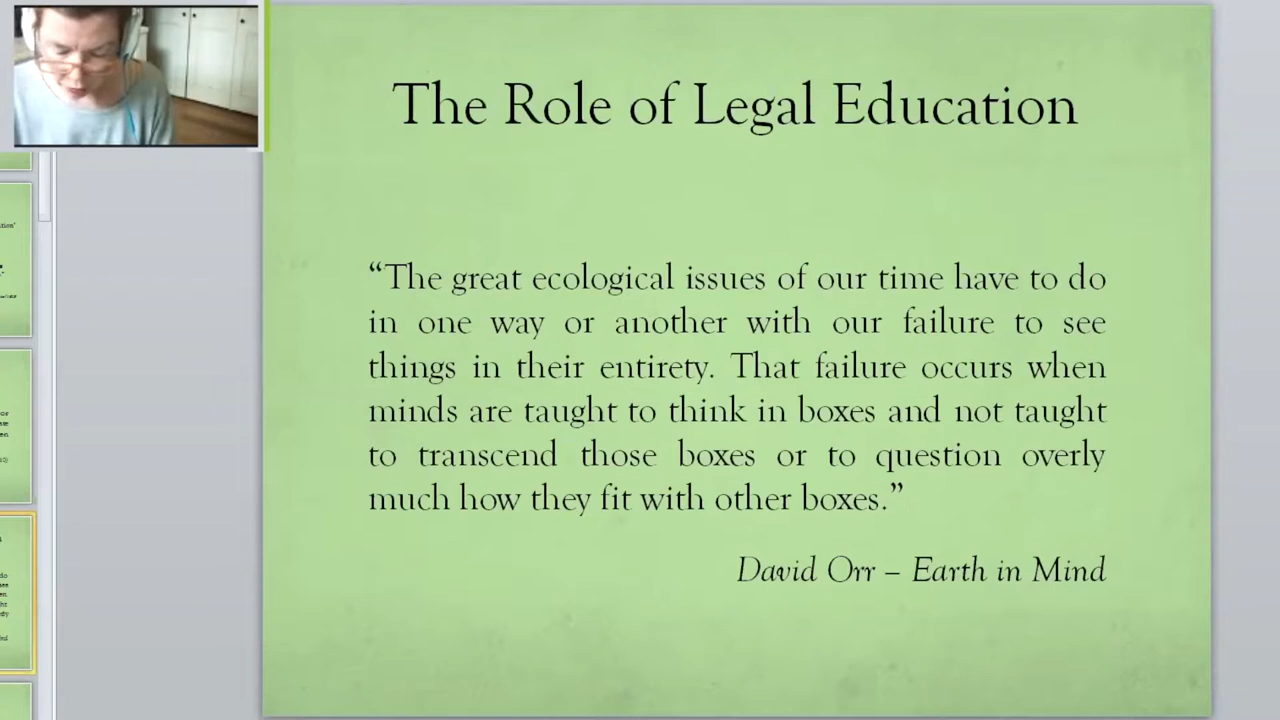 The Role of Legal Education
“The great ecological issues of our time have to do
in one way or another with our failure to see
things in their entirety. That failure occurs when
minds are taught to think in boxes and not taught
to transcend those boxes or to question overly
much how they fit with other boxes.”
David Orr – Earth in Mind